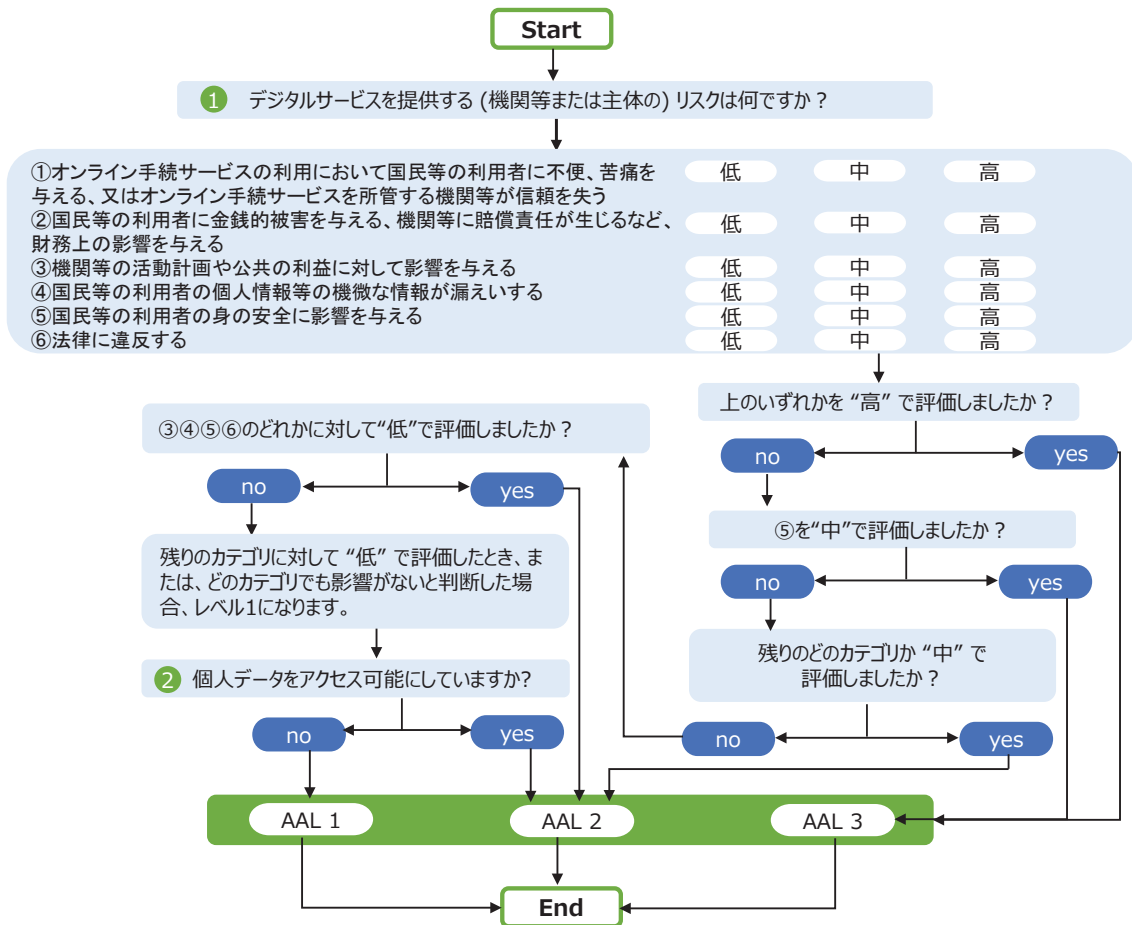 Start
1 デジタルサービスを提供する (機関等または主体の) リスクは何ですか？
①オンライン手続サービスの利用において国民等の利用者に不便、苦痛を
与える、又はオンライン手続サービスを所管する機関等が信頼を失う
低 中 高
②国民等の利用者に金銭的被害を与える、機関等に賠償責任が生じるなど、
財務上の影響を与える
低 中 高
③機関等の活動計画や公共の利益に対して影響を与える
低 中 高
④国民等の利用者の個人情報等の機微な情報が漏えいする
低 中 高
⑤国民等の利用者の身の安全に影響を与える
低 中 高
⑥法律に違反する
低 中 高
上のいずれかを “高” で評価しましたか？
no yes
⑤を“中”で評価しましたか？
no yes
残りのどのカテゴリか “中” で
評価しましたか？
no yes
③④⑤⑥のどれかに対して“低”で評価しましたか？
no yes
残りのカテゴリに対して “低” で評価したとき、ま
たは、どのカテゴリでも影響がないと判断した場
合、レベル1になります。
2 個人データをアクセス可能にしていますか?
no yes
AAL 1 AAL 2 AAL 3
End